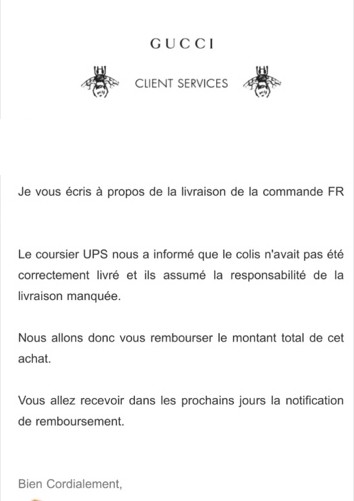 GUCCI
CLIENT SERVICES
Je vous écris à propos de la livraison de la commande FR
Le coursier UPS nous a informé que le colis n'avait pas été
correctement livré et ils assumé la responsabilité de la
livraison manquée.
Nous allons donc vous rembourser le montant total de cet
achat.
Vous allez recevoir dans les prochains jours la notification
de remboursement.
Bien Cordialement,